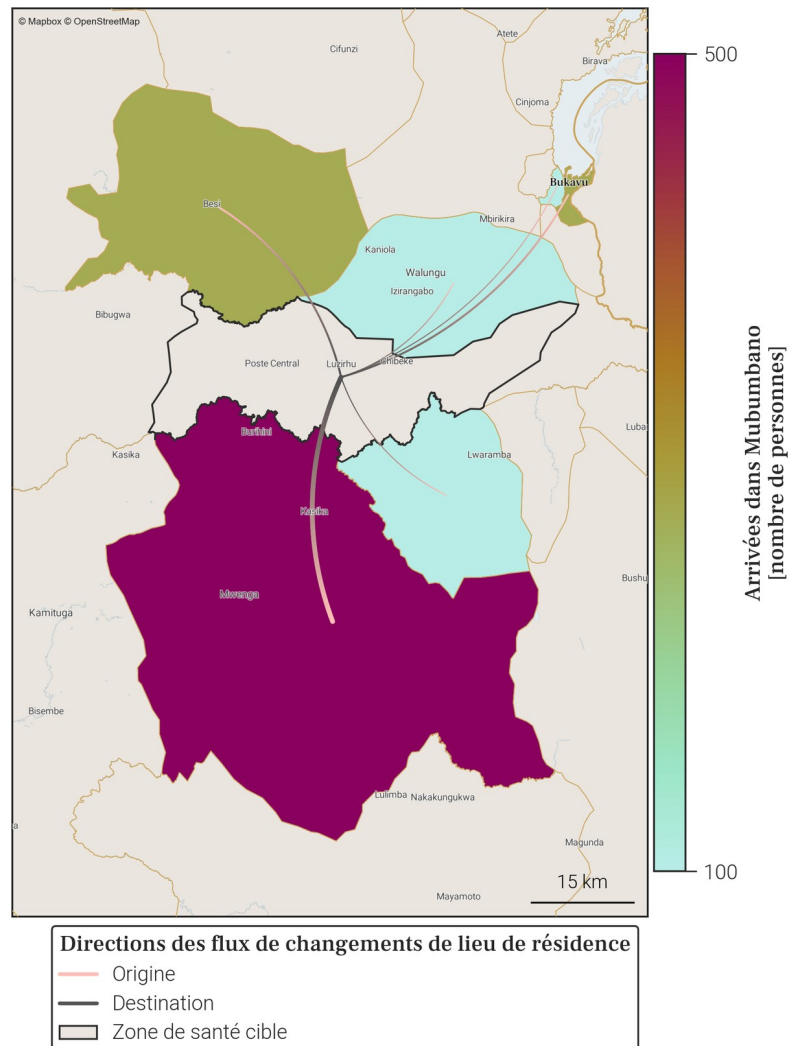 © Mapbox © OpenStreetMap
Atete
Cifunzi
Birava
Cinjoma
Bukavu
Besi
Mbirikira
Kaniola
Walungu
Izirangabo
Bibugwa
Poste Central
Luzirhu
Chibeke
Burihini
Luba
Kasika
Lwaramba
Kasika
Bushu
Mwenga
Kamituga
Bisembe
Lulimba
Nakakungukwa
a
Magunda
Mayamoto
15 km
500
100
Arrivées dans Mubumbano
[nombre de personnes]
Directions des flux de changements de lieu de résidence
Origine
Destination
Zone de santé cible